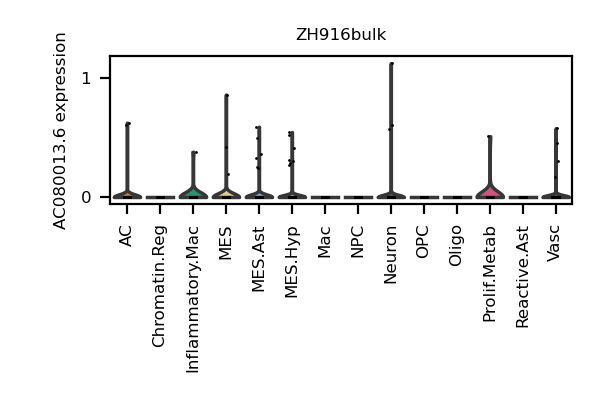 ZH916bulk
AC080013.6 expression
1
0
AC
Chromatin.Reg
Inflammatory.Mac
MES
MES.Ast
MES.Hyp
Mac
NPC
Neuron
OPC
Oligo
Prolif.Metab
Reactive.Ast
Vasc